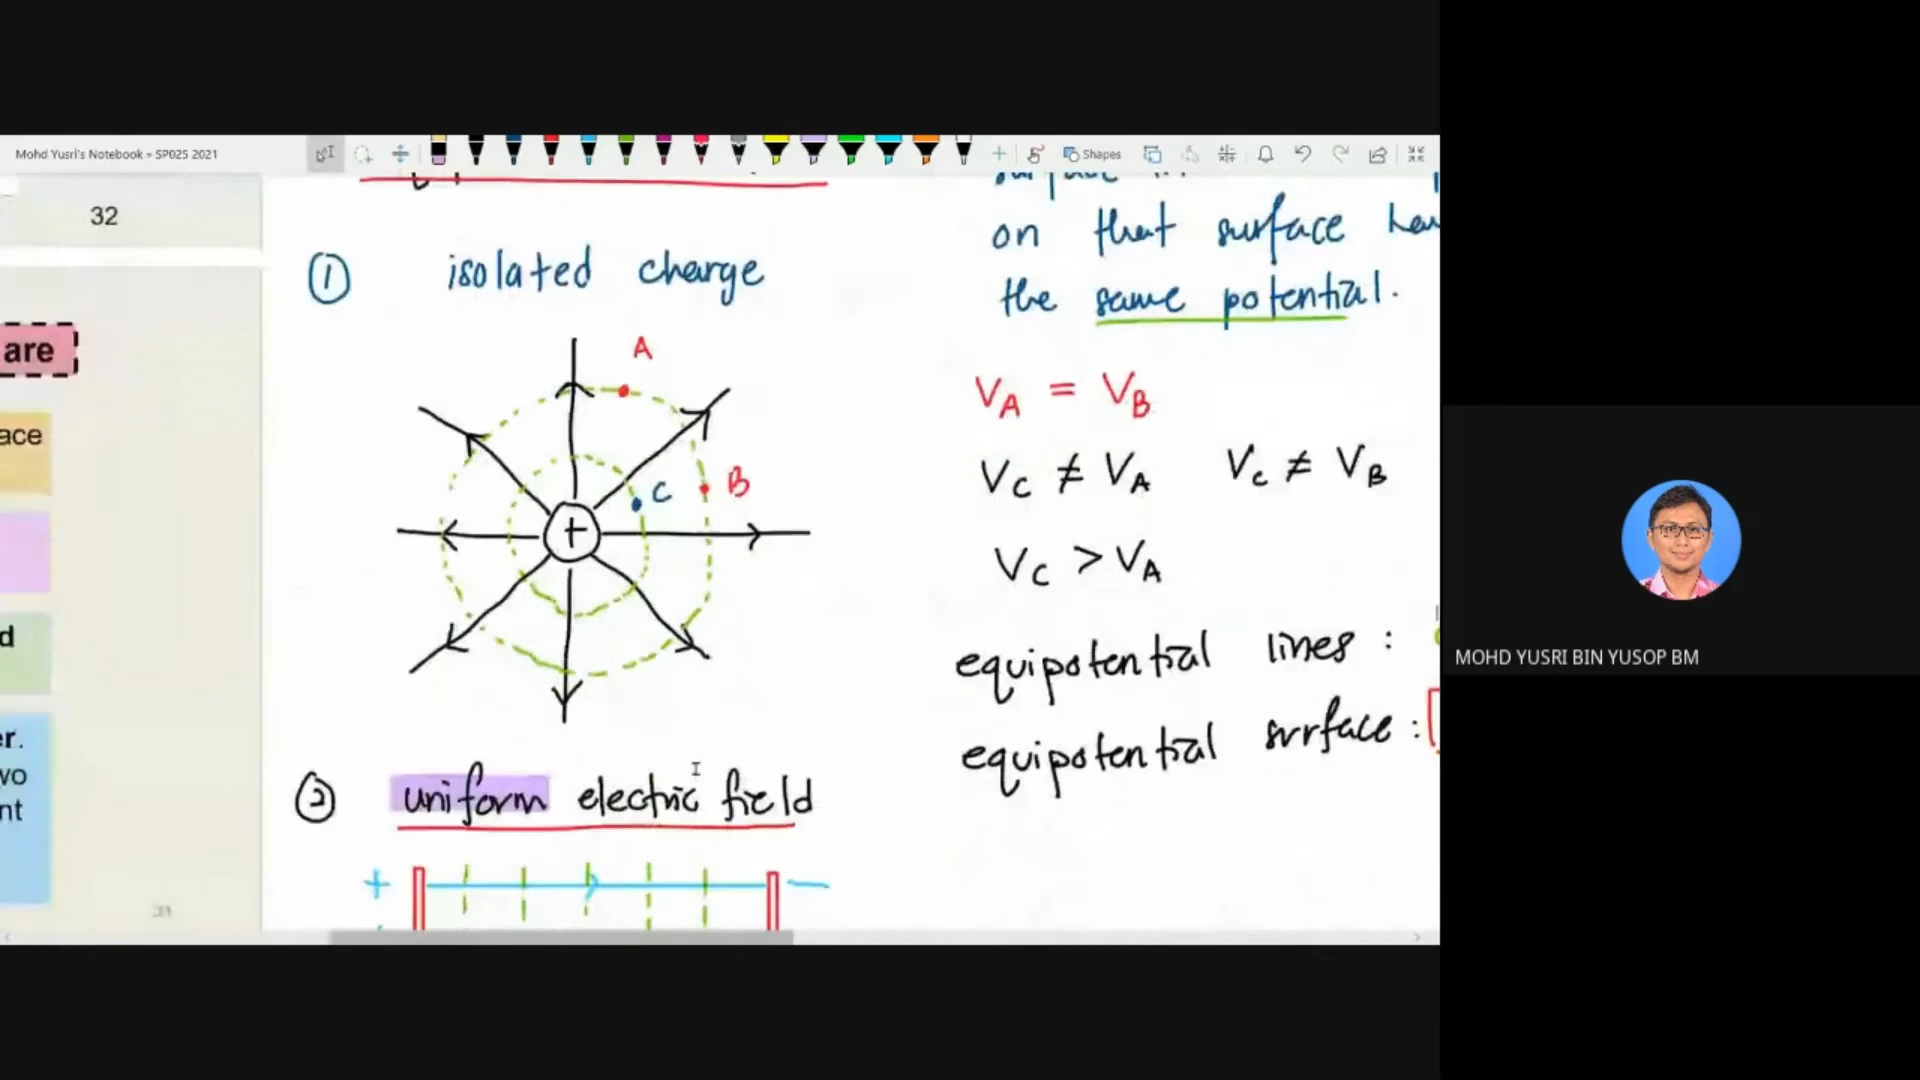 Mohd Yusri's Notebook » SP025 2021
Shapes
32
are
ace
d
er.
wo
nt
① isolated charge
A
B
C
+
on that surface
the same potential.
VA = VB
VC ≠ VA VC ≠ VB
VC > VA
equipotential lines :
equipotential surface :
② uniform electric field
+ −
MOHD YUSRI BIN YUSOP BM